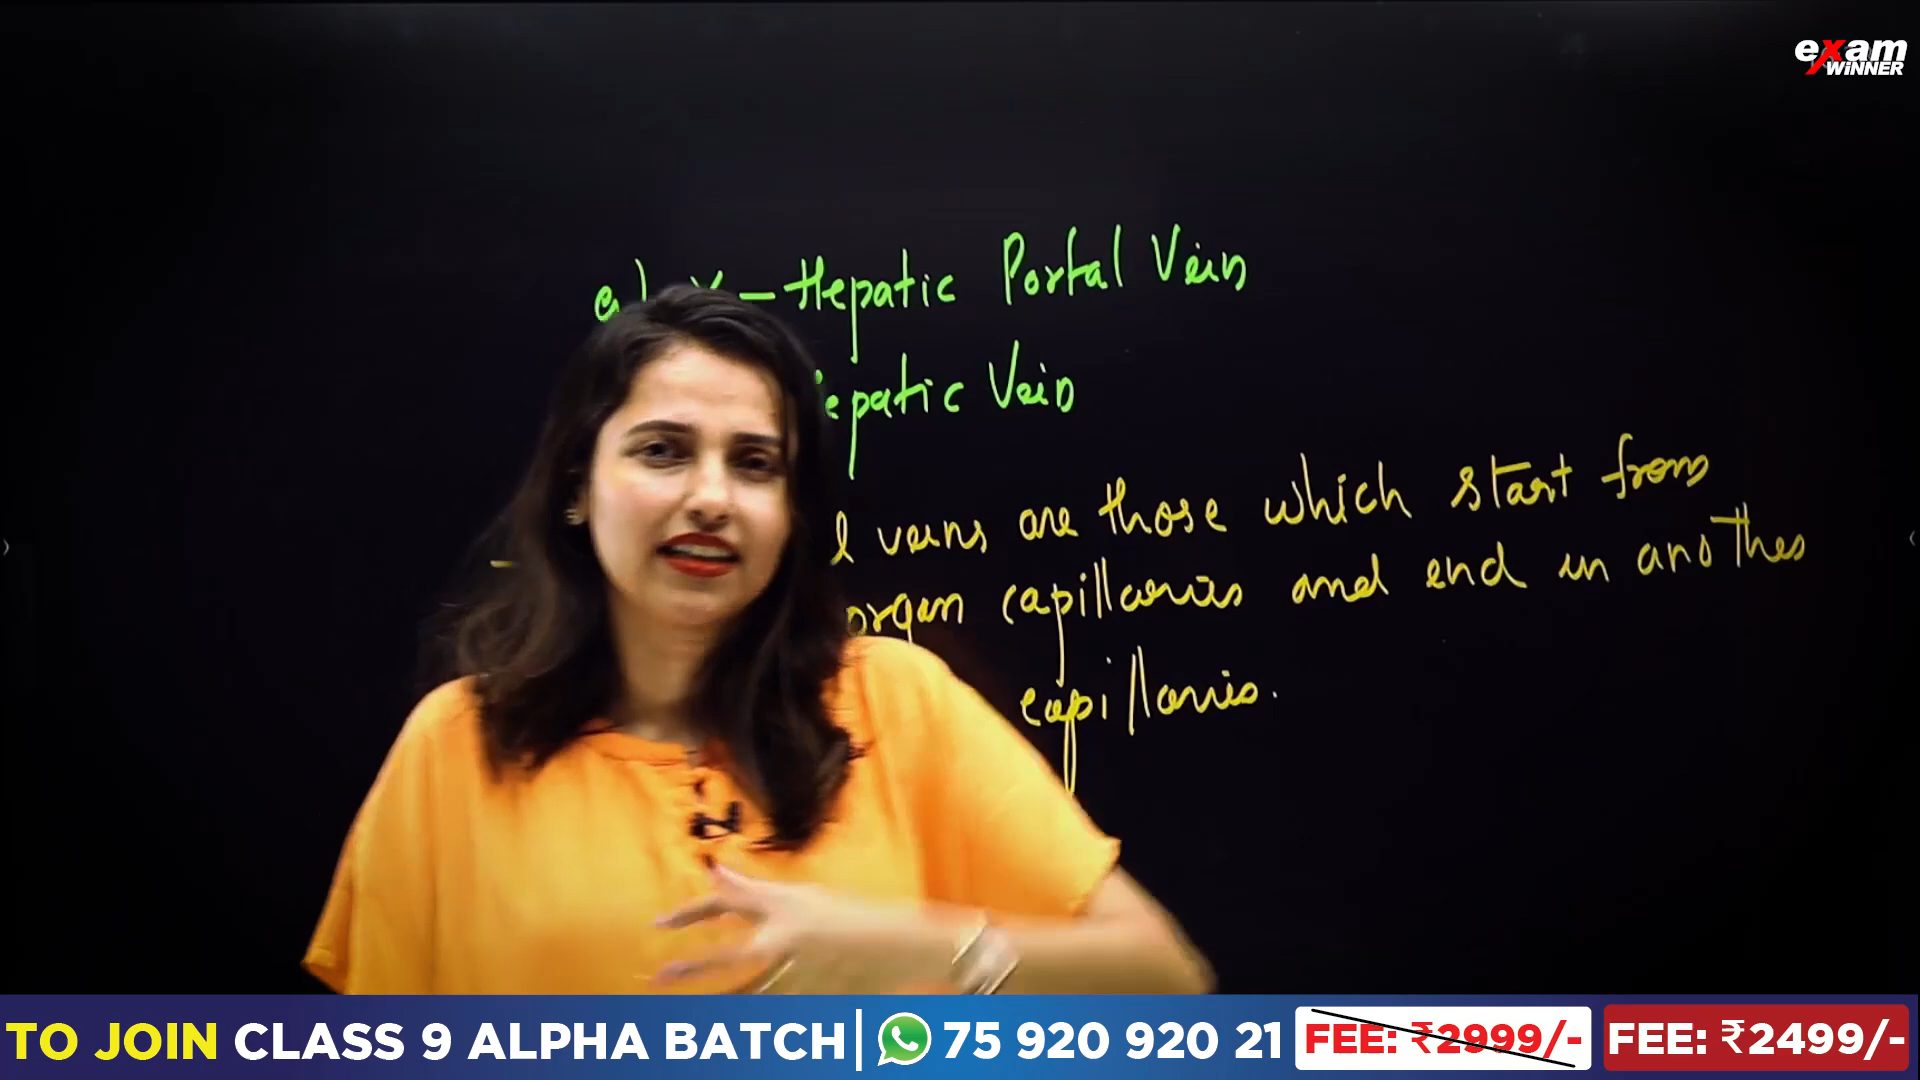 exam
WiNNER
a) X – Hepatic Portal Vein
epatic Vein
l veins are those which start from
organ capillaries and end in another
capillaries.
TO JOIN CLASS 9 ALPHA BATCH | 75 920 920 21 FEE: ₹2999/- FEE: ₹2499/-